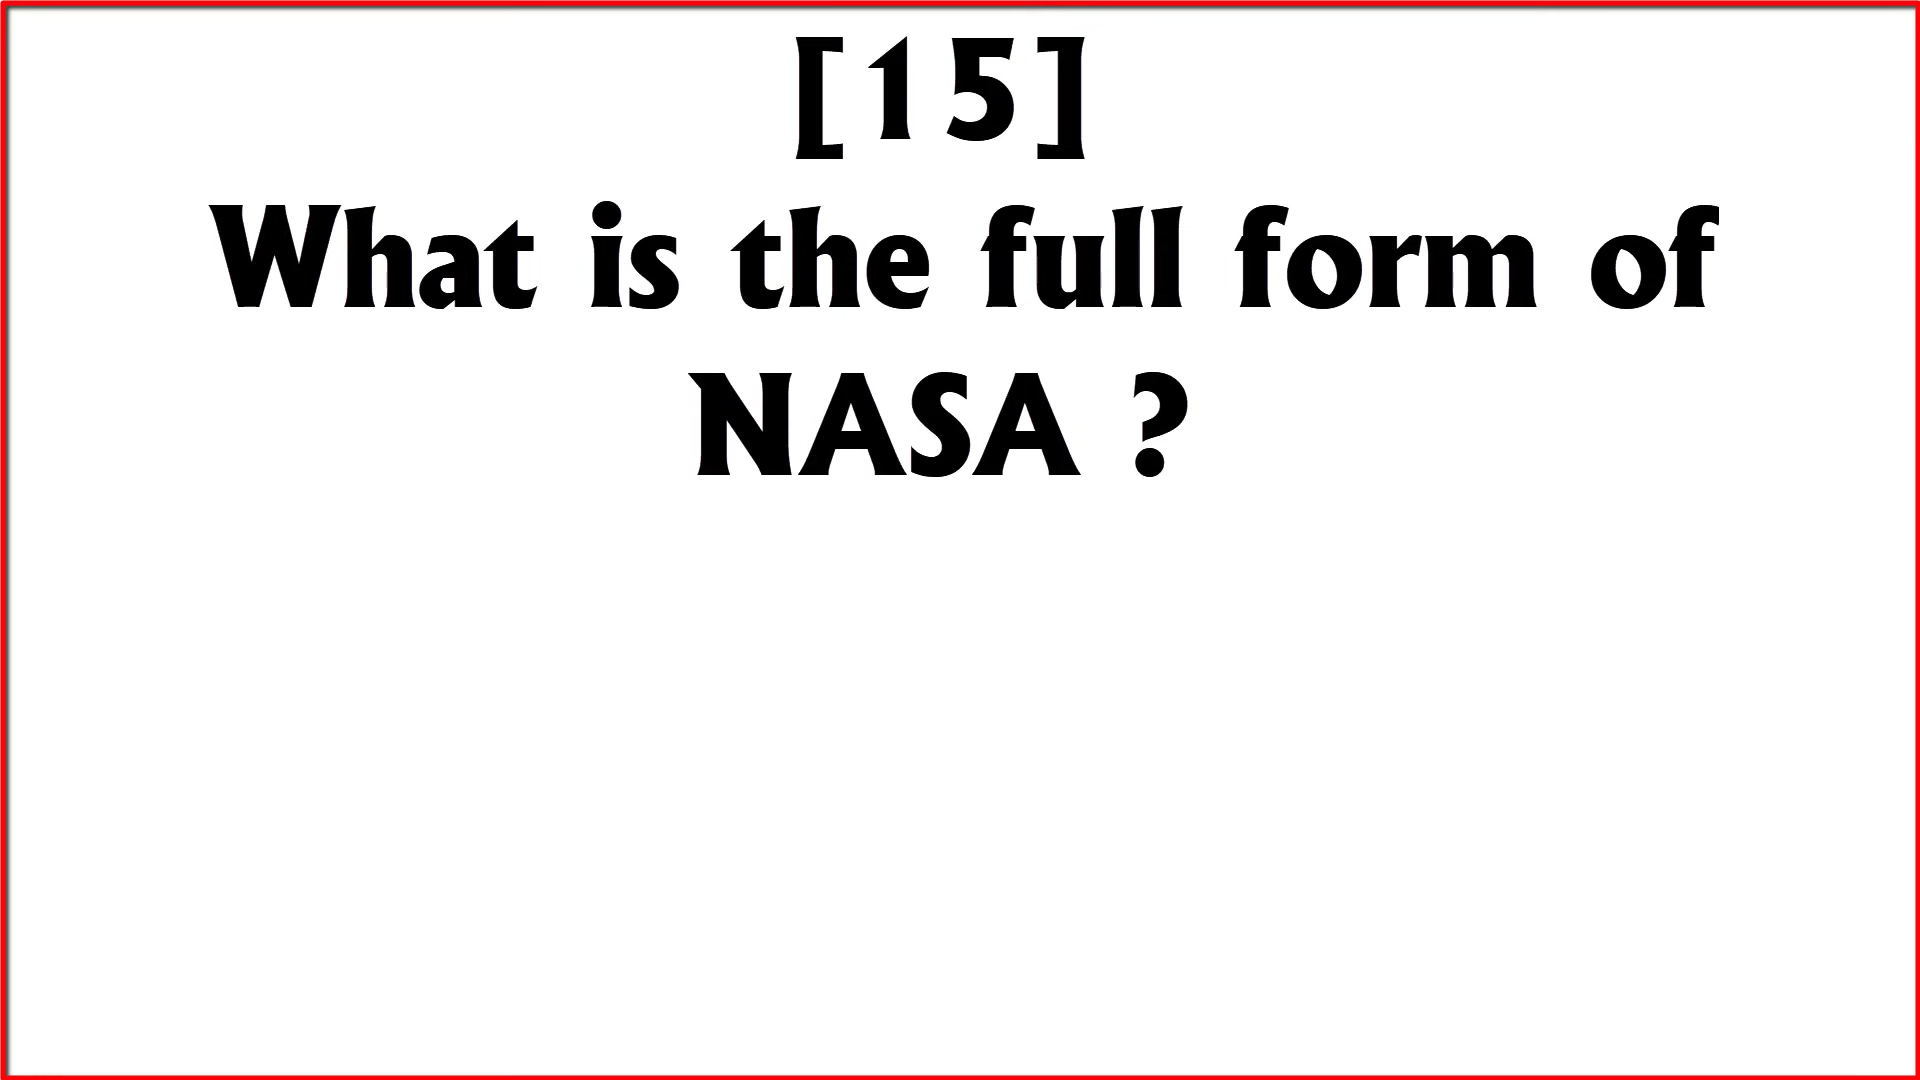 [15]
What is the full form of
NASA ?